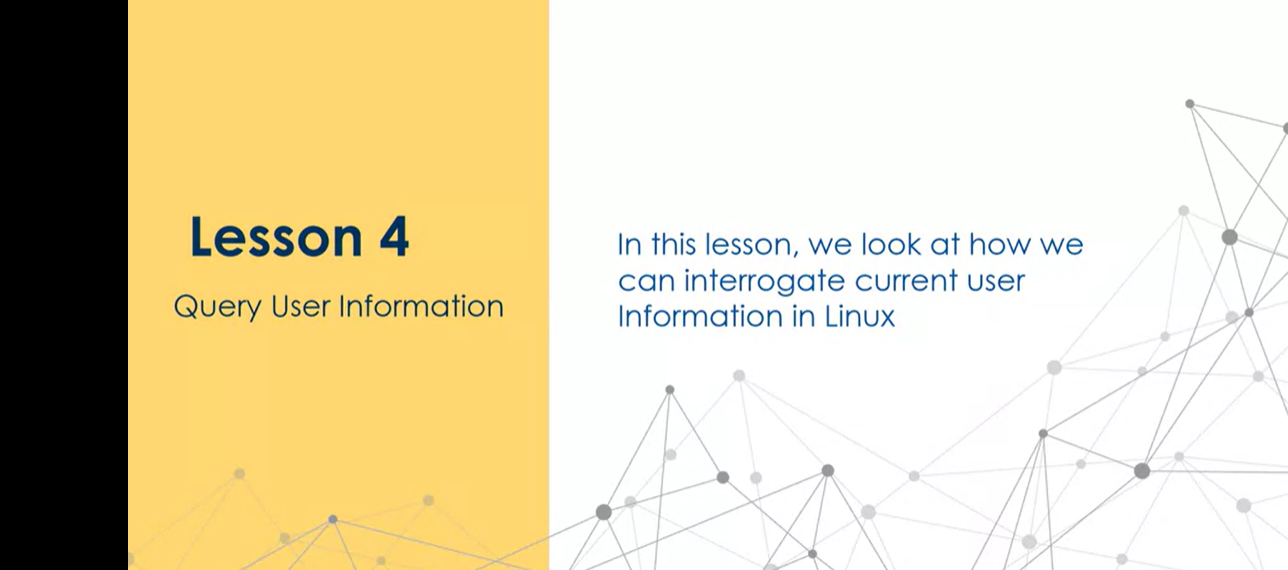 Lesson 4
Query User Information
In this lesson, we look at how we
can interrogate current user
Information in Linux